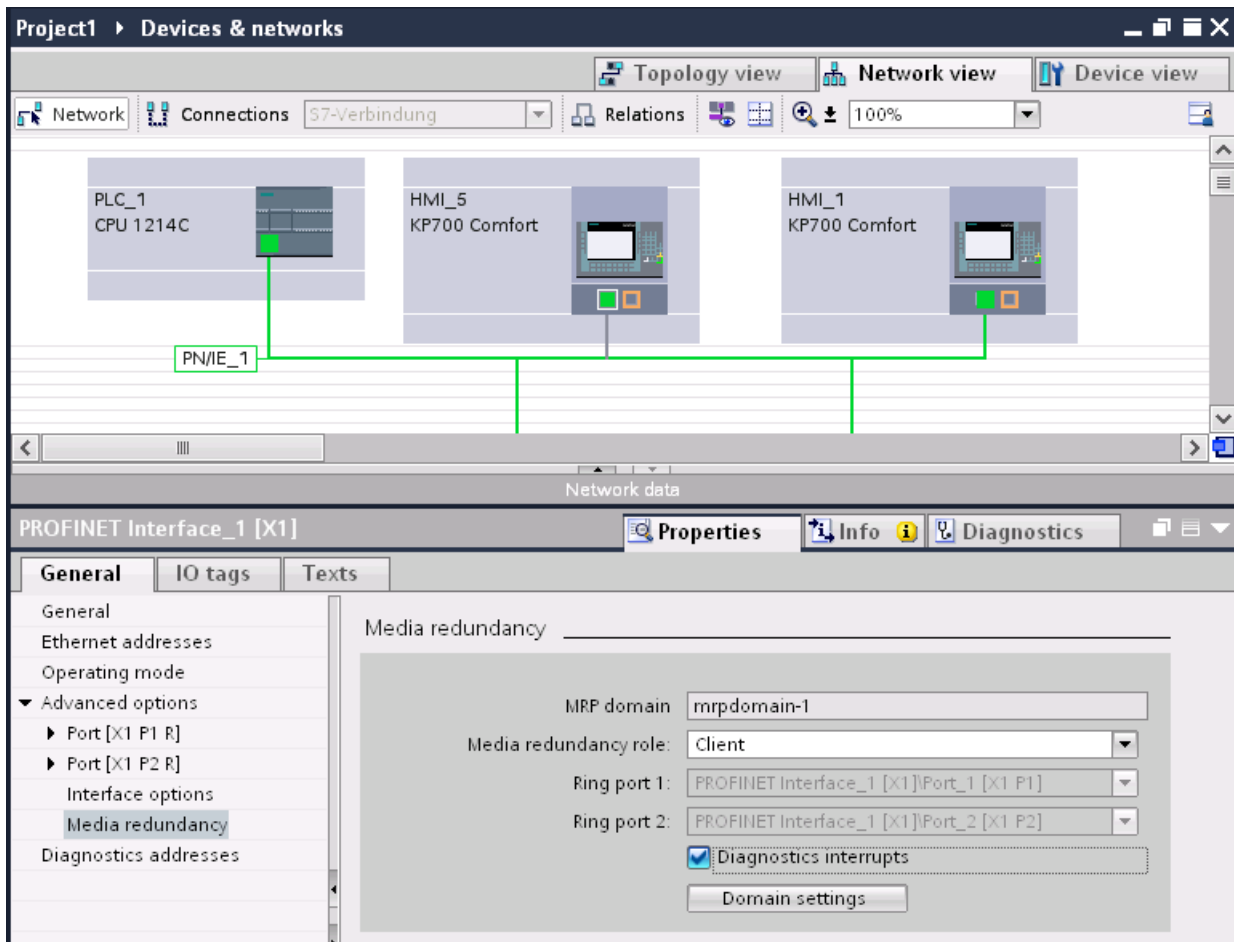 Project1 ▸ Devices & networks
Topology view Network view Device view
Network Connections S7-Verbindung Relations 100%
PLC_1
CPU 1214C
HMI_5
KP700 Comfort
HMI_1
KP700 Comfort
PN/IE_1
Network data
PROFINET Interface_1 [X1] Properties Info Diagnostics
General IO tags Texts
General
Ethernet addresses
Operating mode
Advanced options
Port [X1 P1 R]
Port [X1 P2 R]
Interface options
Media redundancy
Diagnostics addresses
Media redundancy
MRP domain mrpdomain-1
Media redundancy role: Client
Ring port 1: PROFINET Interface_1 [X1]\Port_1 [X1 P1]
Ring port 2: PROFINET Interface_1 [X1]\Port_2 [X1 P2]
Diagnostics interrupts
Domain settings